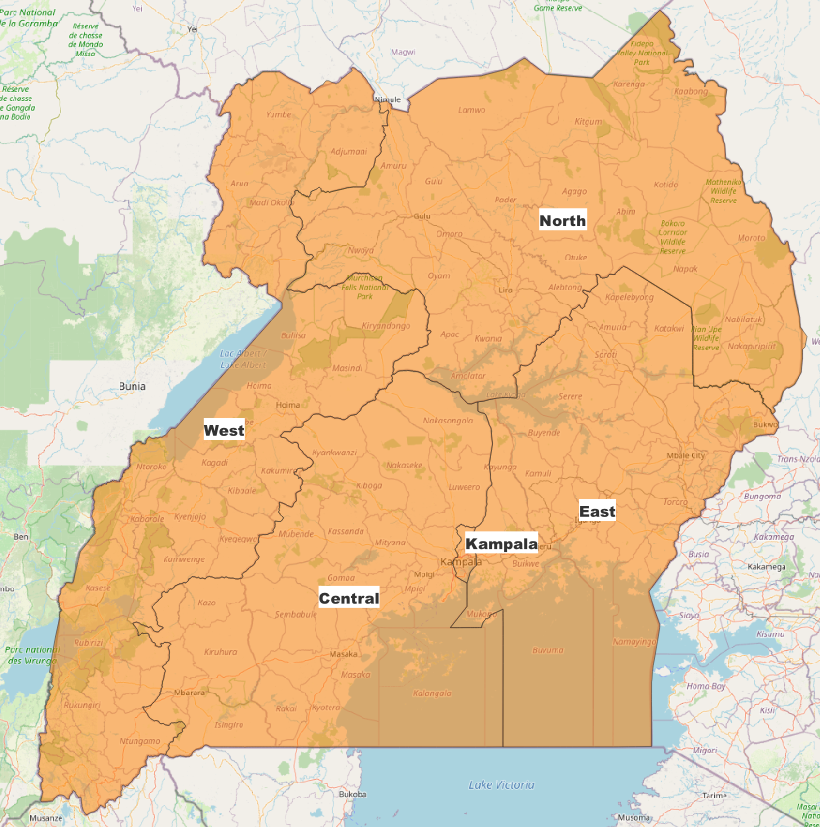 Parc National
de la Garamba
Réserve
de chasse
de Mondo
Missa
Yei
Yei
Game Reserve
Magwi
Réserve
de chasse
de Gangala
na Bodio
Nimule
Kidepo
Valley National
Park
Karenga
Kaabong
Yumbe
Lamwo
Kitgum
Adjumani
Amuru
Gulu
Arua
Madi Okollo
Pader
Agago
Kotido
Matheniko
Wildlife
Reserve
Gulu
Abim
North
Bokora
Corridor
Wildlife
Reserve
Omoro
Moroto
Nwoya
Otuke
Napak
Oyam
Murchison
Falls National
Park
Lira
Alebtong
Kapelebyong
Kiryandongo
Amuria
Katakwi
Nabilatuk
Pian Upe
Wildlife
Reserve
Nakapiripirit
Buliisa
Apac
Kwania
Lac Albert /
Lake Albert
Soroti
Masindi
Amolatar
Bunia
Hoima
Serere
Hoima
West
Nakasongola
Buyende
Bukwo
Mbale City
Kyankwanzi
Nakaseke
Ntoroko
Kagadi
Kakumiro
Kayunga
Kamuli
Trans Nzoia
Kiboga
Luweero
Kibaale
Bungoma
Tororo
East
Kabarole
Kyenjojo
Mubende
Kassanda
Mityana
Kampala
Ben
Kyegegwa
Kakamega
Kakamega
Busia
Kamwenge
Kampala
Buikwe
Gomba
Mpigi
Kasese
Central
Kazo
Sembabule
Mukono
Siaya
Kisumu
Rubirizi
Kiruhura
Masaka
Buvuma
Namayingo
Parc national
des Virunga
Masaka
Mbarara
Kalangala
Homa Bay
Rukungiri
Rakai
Kyotera
Kisii
Isingiro
Ntungamo
Migori
Lake Victoria
Bukoba
Tarime
Musanze
Musoma